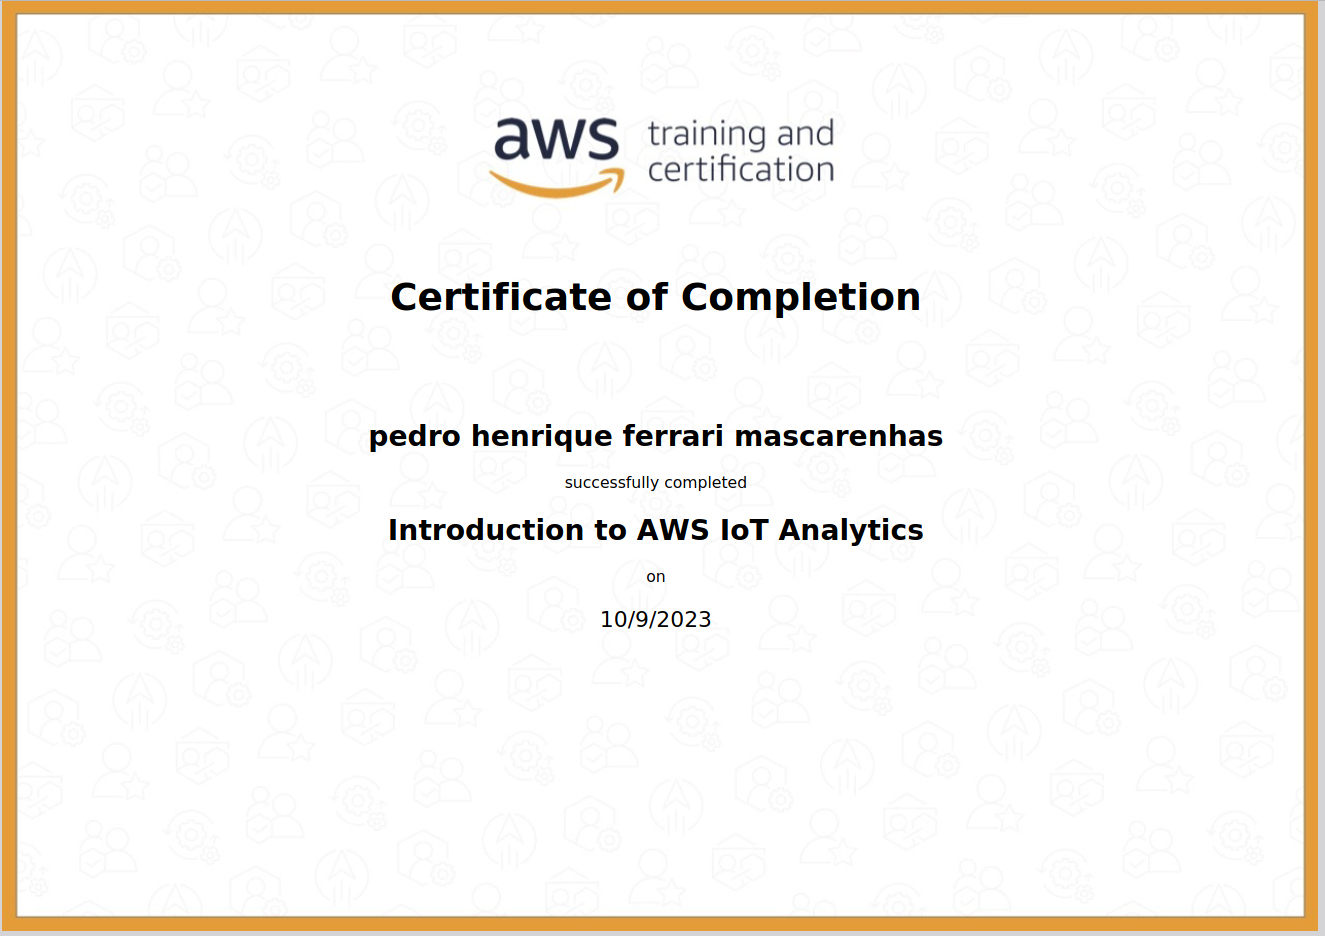 aws training and
certification
Certificate of Completion
pedro henrique ferrari mascarenhas
successfully completed
Introduction to AWS IoT Analytics
on
10/9/2023